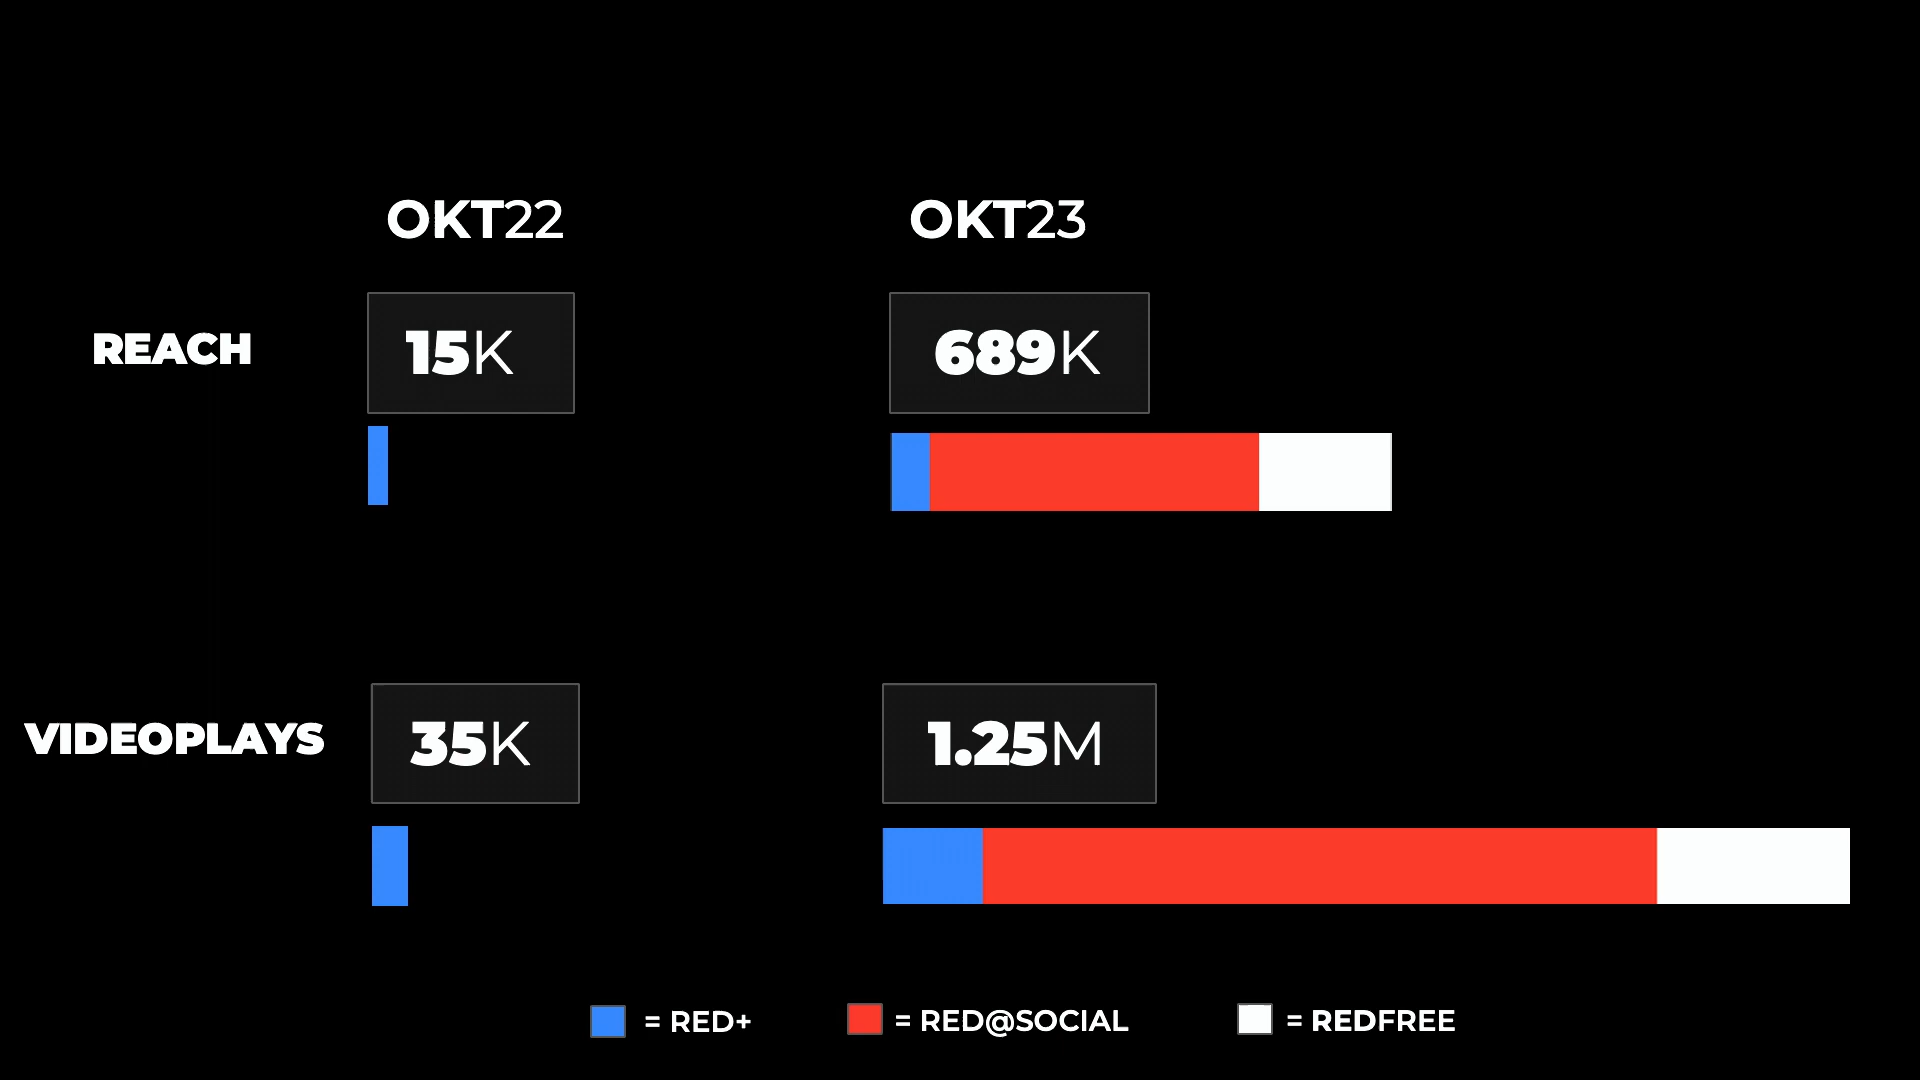 OKT22
OKT23
REACH
15K
689K
VIDEOPLAYS
35K
1.25M
= RED+
= RED@SOCIAL
= REDFREE